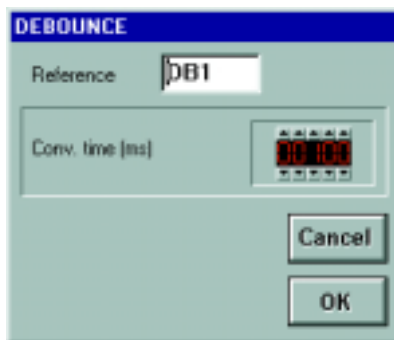 DEBOUNCE
Reference DB1
Conv. time (ms) 00100
Cancel
OK